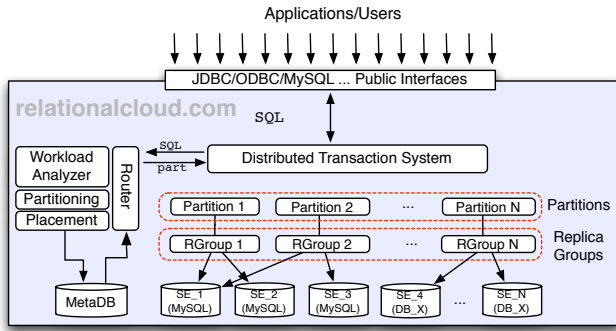 Applications/Users
JDBC/ODBC/MySQL ... Public Interfaces
relationalcloud.com
SQL
SQL
part
Distributed Transaction System
Workload
Analyzer
Partitioning
Placement
Router
Partition 1
Partition 2
...
Partition N
Partitions
RGroup 1
RGroup 2
...
RGroup N
Replica
Groups
MetaDB
SE_1
(MySQL)
SE_2
(MySQL)
SE_3
(MySQL)
SE_4
(DB_X)
...
SE_N
(DB_X)